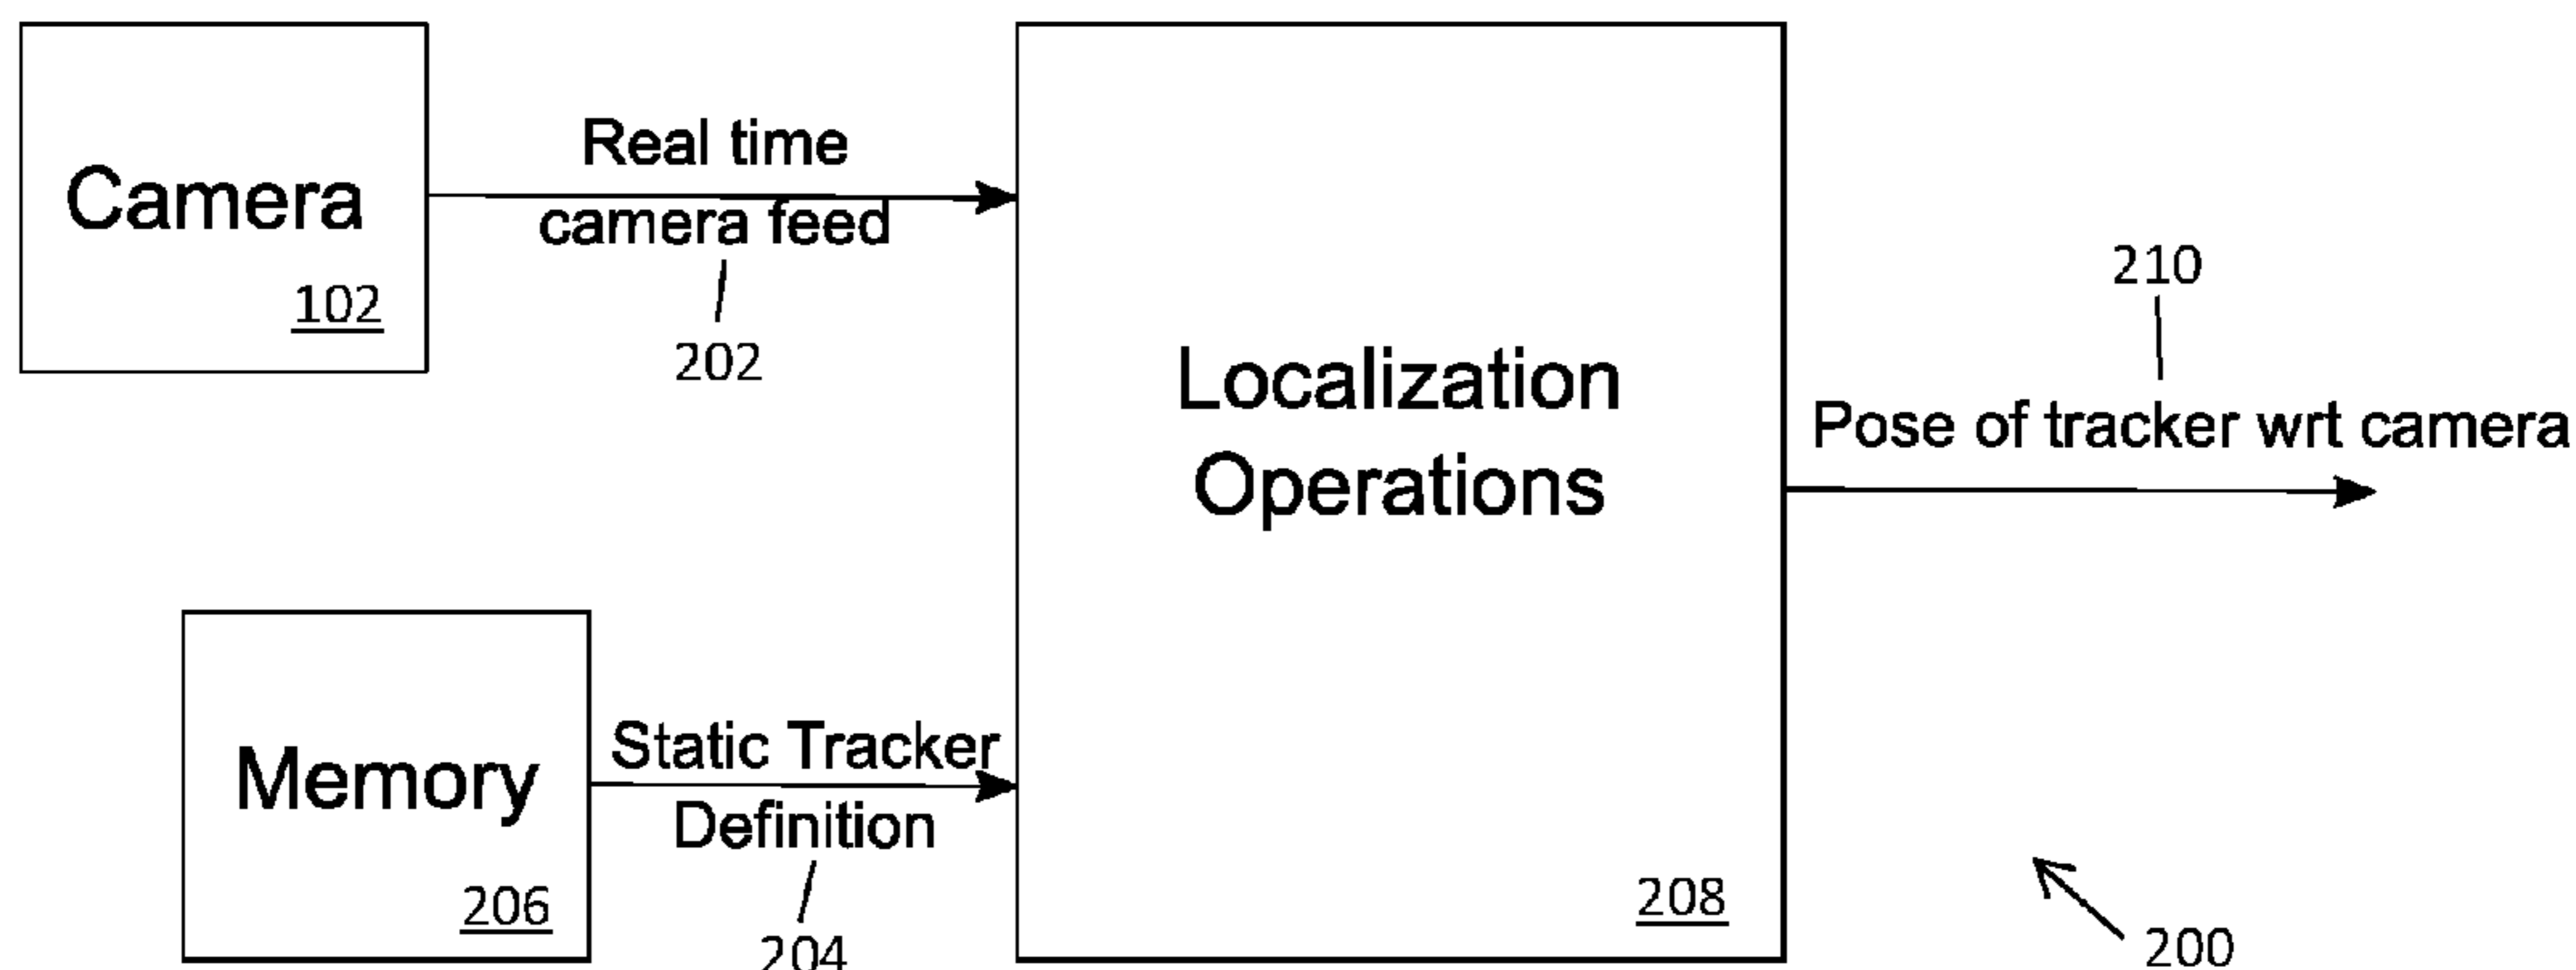 Camera
102
Real time
camera feed
202
Localization
Operations
208
210
Pose of tracker wrt camera
Memory
206
Static Tracker
Definition
204
200